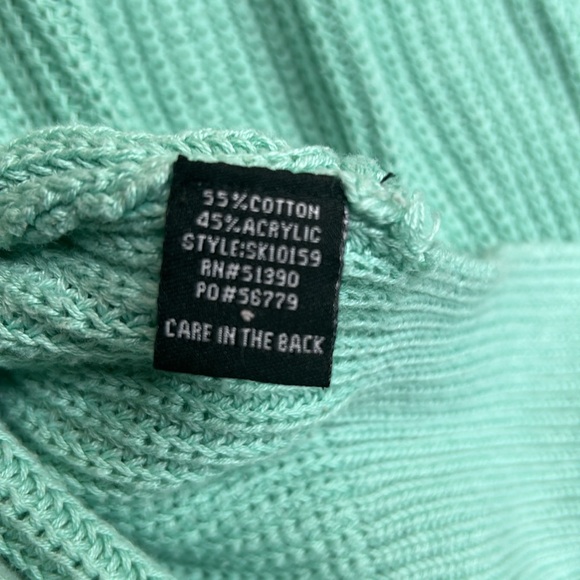 55%COTTON
45%ACRYLIC
STYLE:SK10159
RN#51390
PO#56779
CARE IN THE BACK